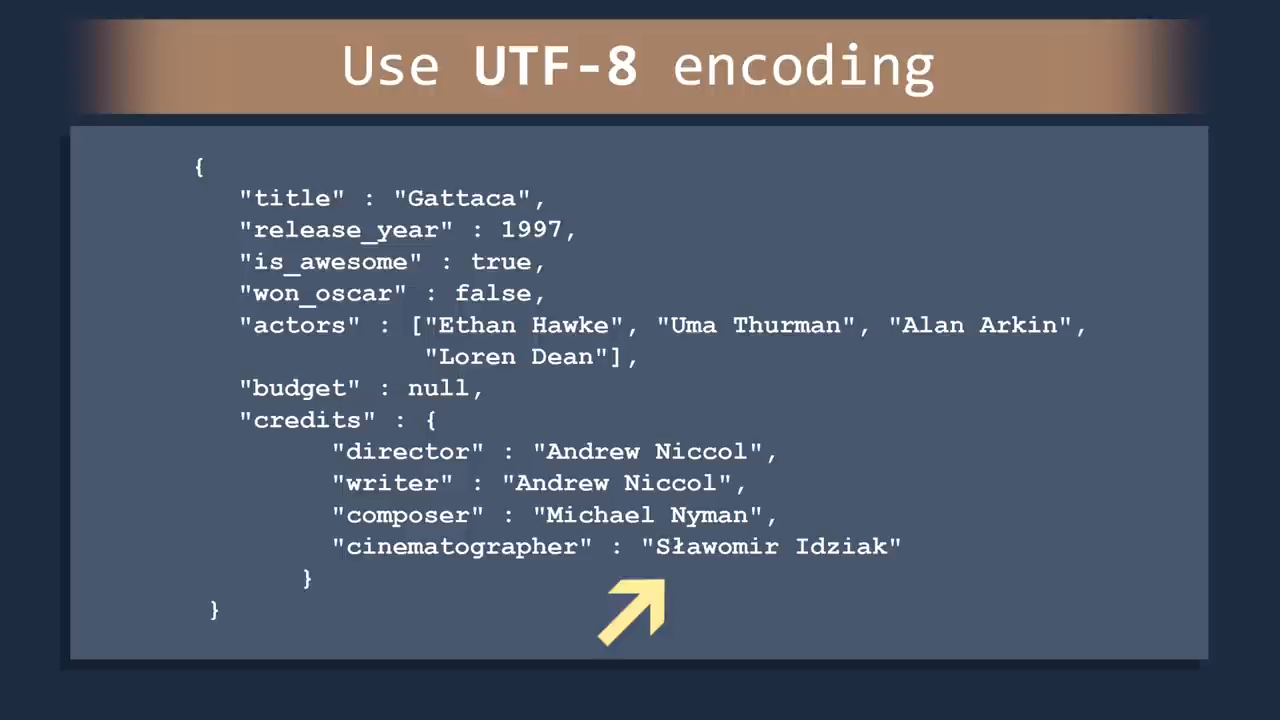 Use UTF-8 encoding
{
"title" : "Gattaca",
"release_year" : 1997,
"is_awesome" : true,
"won_oscar" : false,
"actors" : ["Ethan Hawke", "Uma Thurman", "Alan Arkin",
"Loren Dean"],
"budget" : null,
"credits" : {
"director" : "Andrew Niccol",
"writer" : "Andrew Niccol",
"composer" : "Michael Nyman",
"cinematographer" : "Sławomir Idziak"
}
}